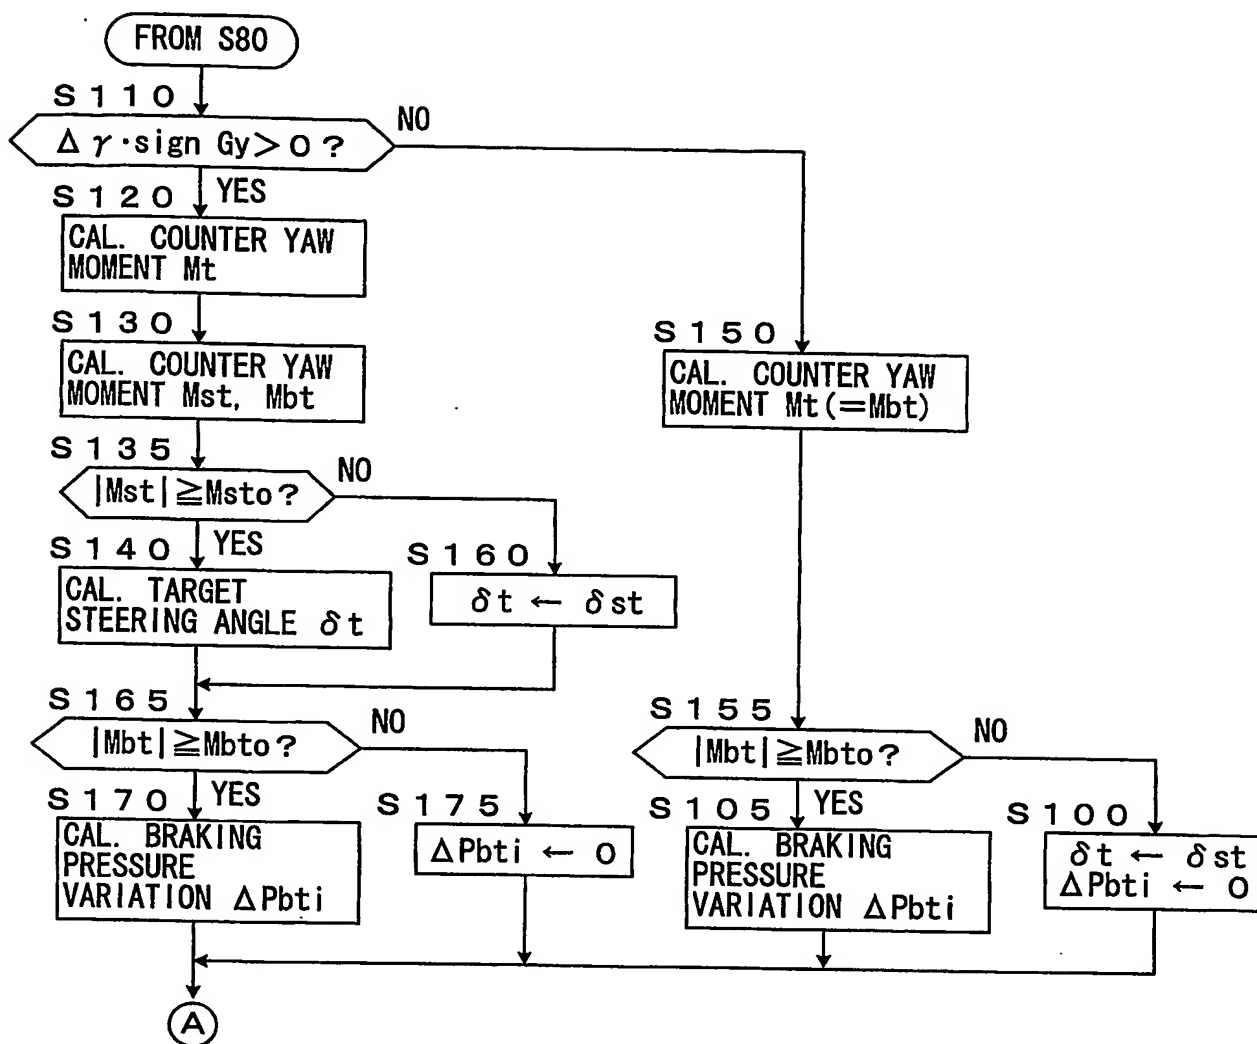 FROM S80
S110
Δγ·sign Gy>0?
NO
YES
S120
CAL. COUNTER YAW
MOMENT Mt
S130
CAL. COUNTER YAW
MOMENT Mst, Mbt
S150
CAL. COUNTER YAW
MOMENT Mt(=Mbt)
S135
|Mst|≧Msto?
NO
YES
S140
CAL. TARGET
STEERING ANGLE δt
S160
δt ← δst
S165
|Mbt|≧Mbto?
NO
YES
S170
CAL. BRAKING
PRESSURE
VARIATION ΔPbti
S175
ΔPbti ← 0
S155
|Mbt|≧Mbto?
NO
YES
S105
CAL. BRAKING
PRESSURE
VARIATION ΔPbti
S100
δt ← δst
ΔPbti ← 0
A